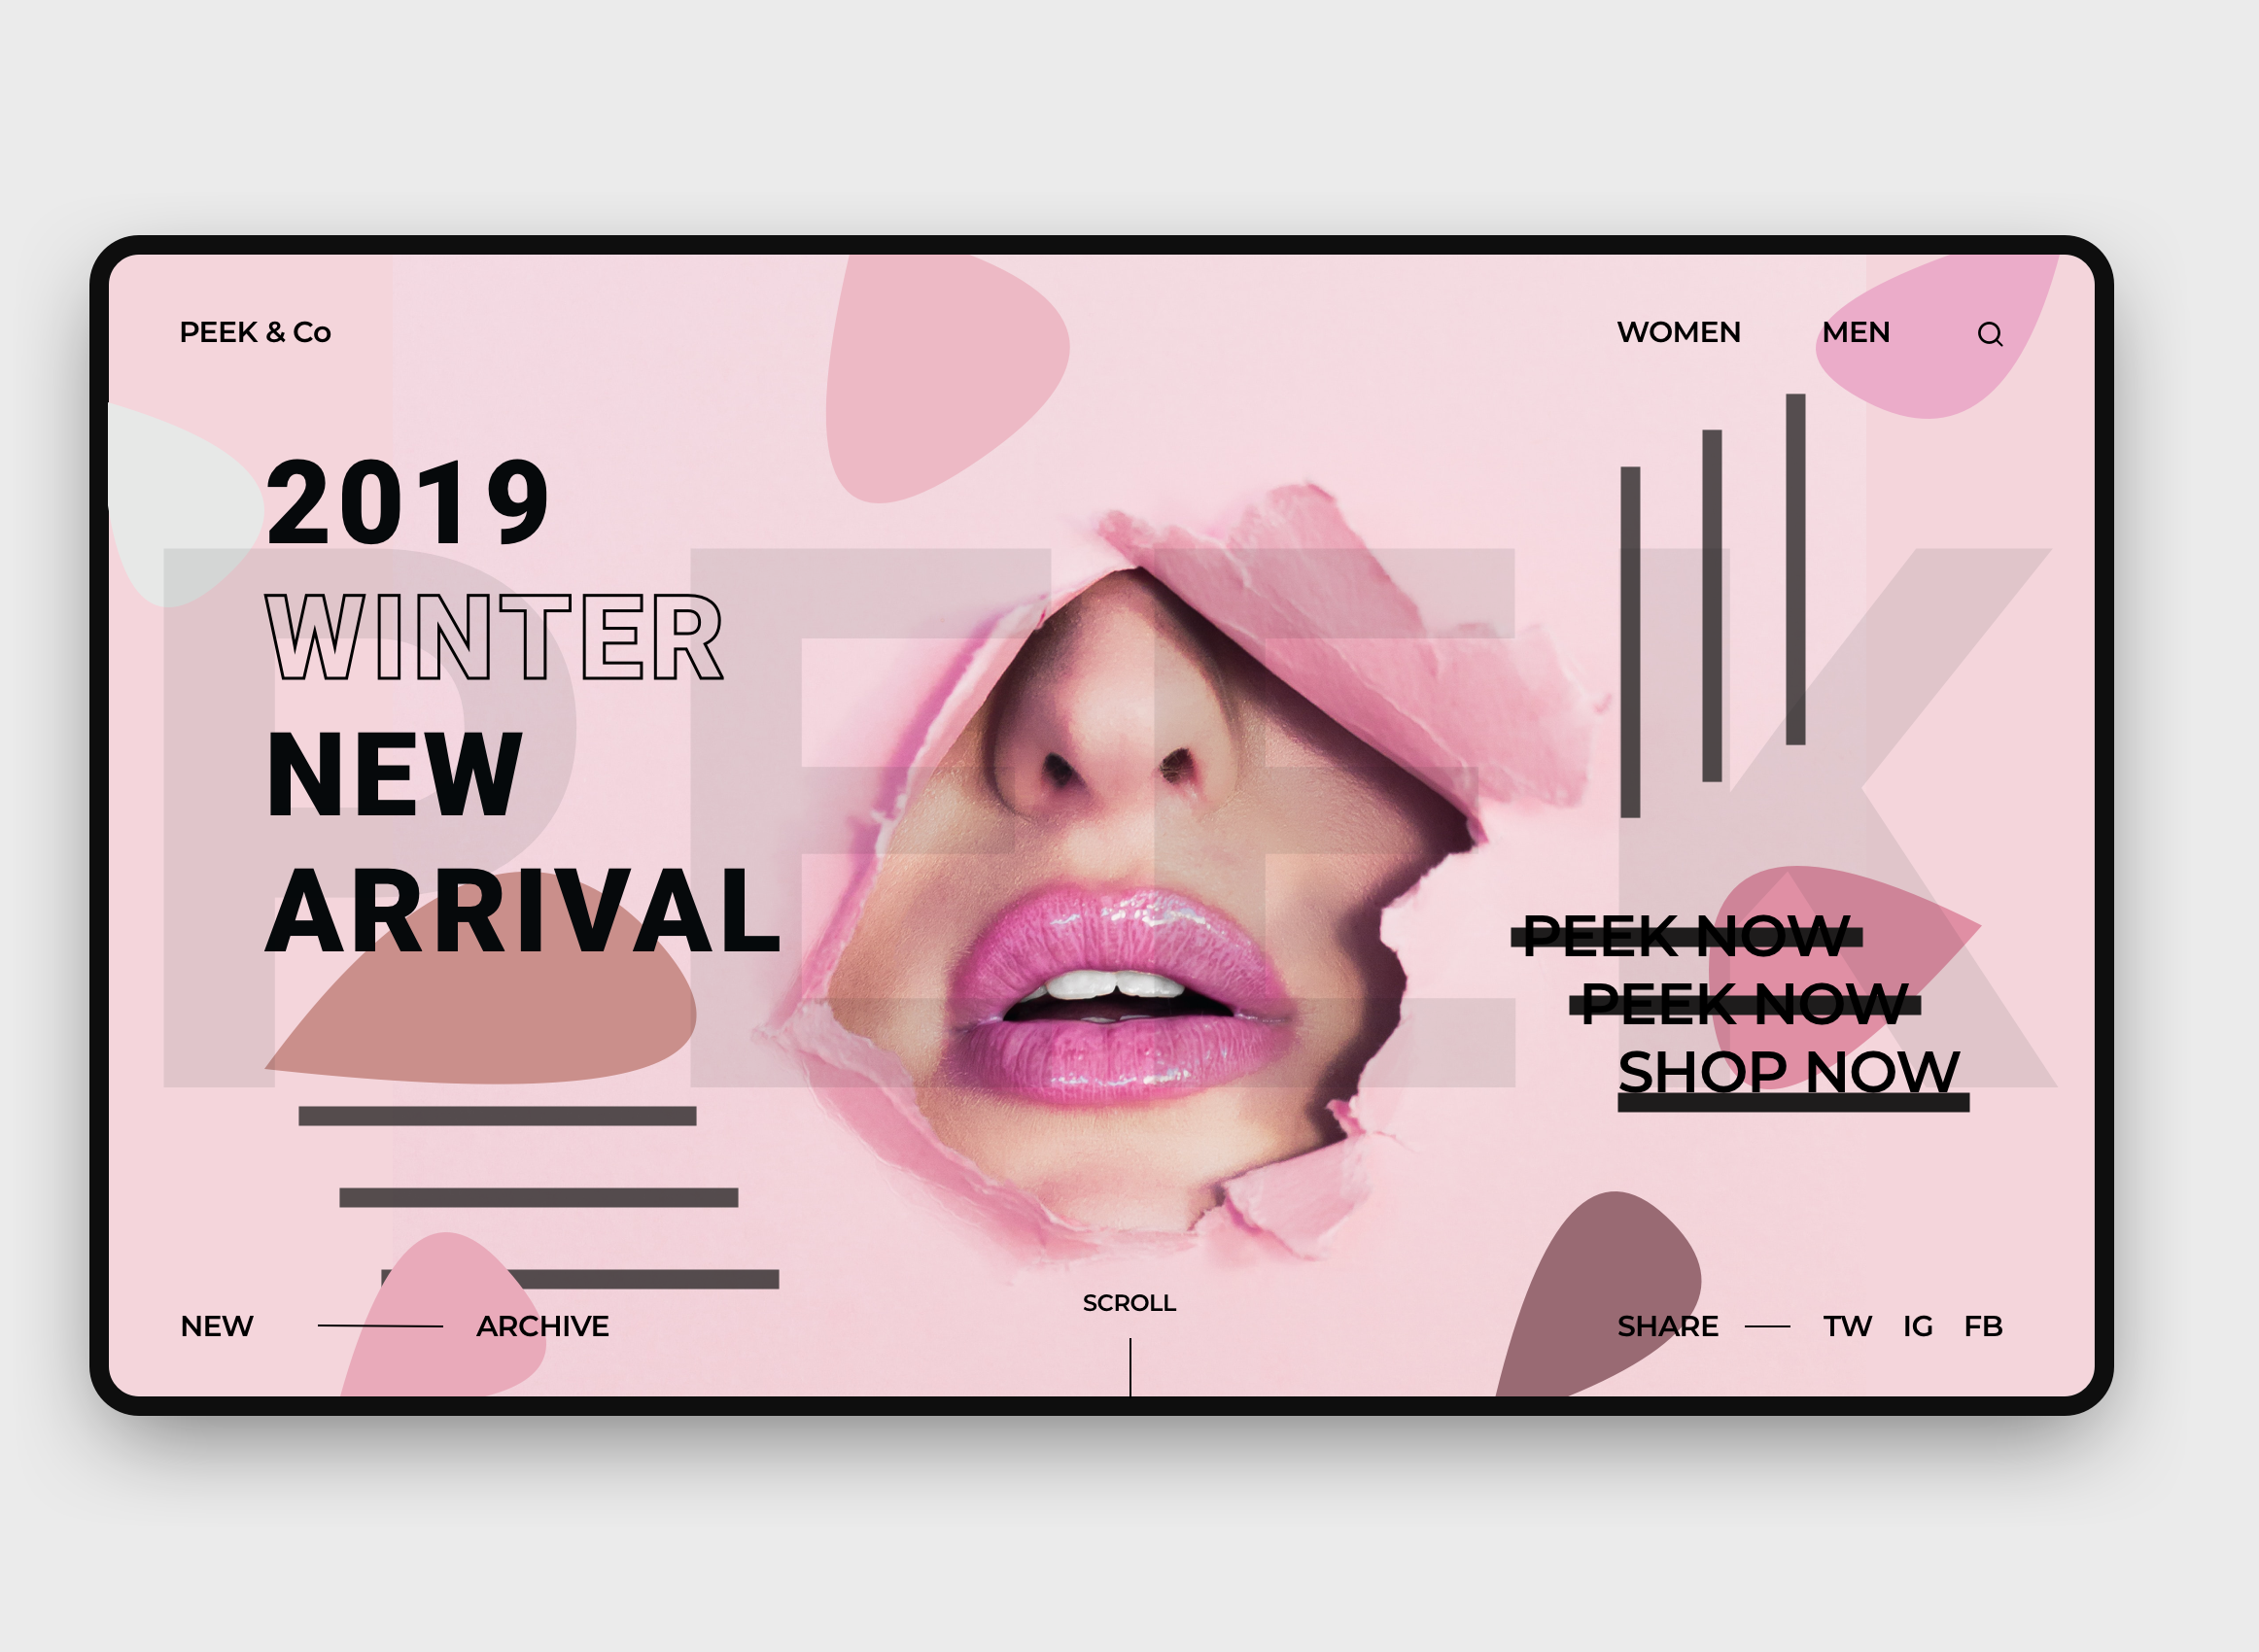 PEEK & Co
WOMEN MEN
2019
WINTER
NEW
ARRIVAL
PEEK
PEEK NOW
PEEK NOW
SHOP NOW
SCROLL
NEW ARCHIVE
SHARE TW IG FB